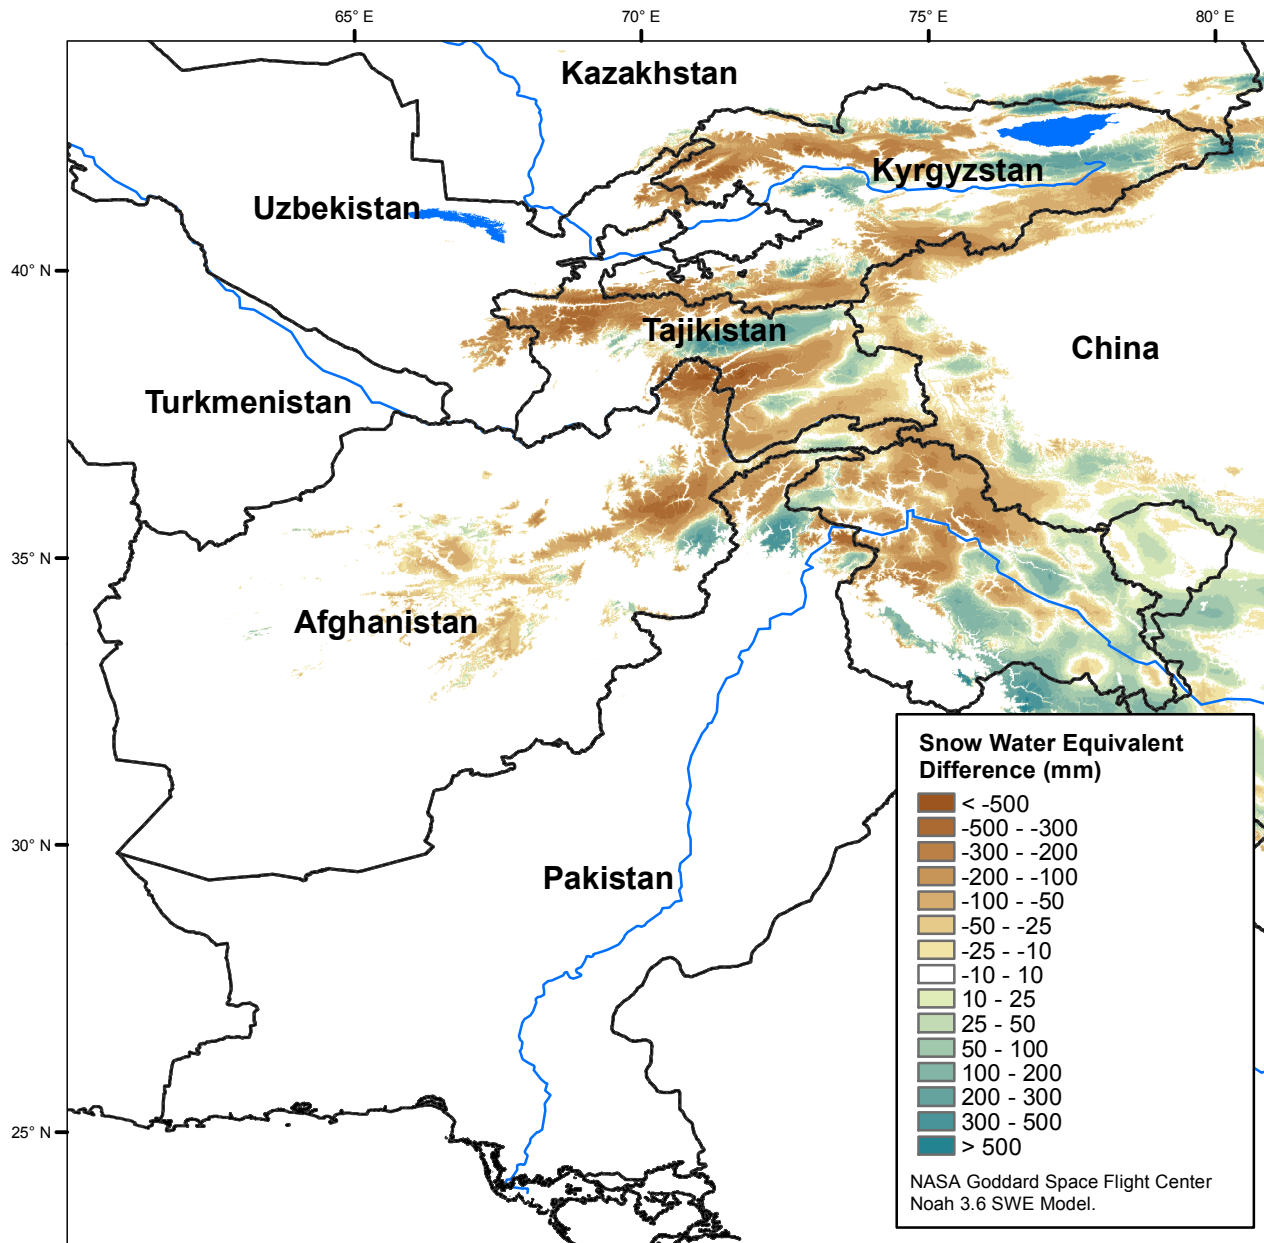 65° E
70° E
75° E
80° E
Kazakhstan
Kyrgyzstan
Uzbekistan
40° N
Tajikistan
China
Turkmenistan
35° N
Afghanistan
Snow Water Equivalent
Difference (mm)
< -500
-500 - -300
-300 - -200
-200 - -100
-100 - -50
-50 - -25
-25 - -10
-10 - 10
10 - 25
25 - 50
50 - 100
100 - 200
200 - 300
300 - 500
> 500
NASA Goddard Space Flight Center
Noah 3.6 SWE Model.
30° N
Pakistan
25° N